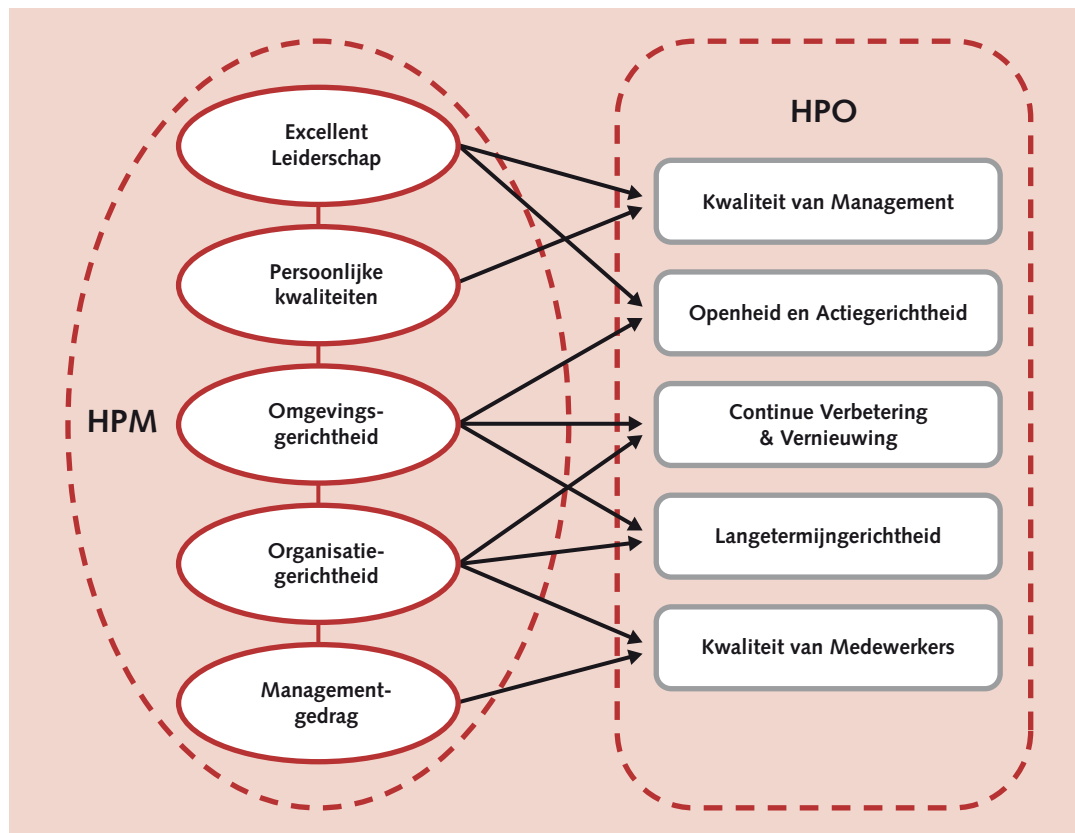 HPM
Excellent
Leiderschap
Persoonlijke
kwaliteiten
Omgevings-
gerichtheid
Organisatie-
gerichtheid
Management-
gedrag
HPO
Kwaliteit van Management
Openheid en Actiegerichtheid
Continue Verbetering
& Vernieuwing
Langetermijngerichtheid
Kwaliteit van Medewerkers